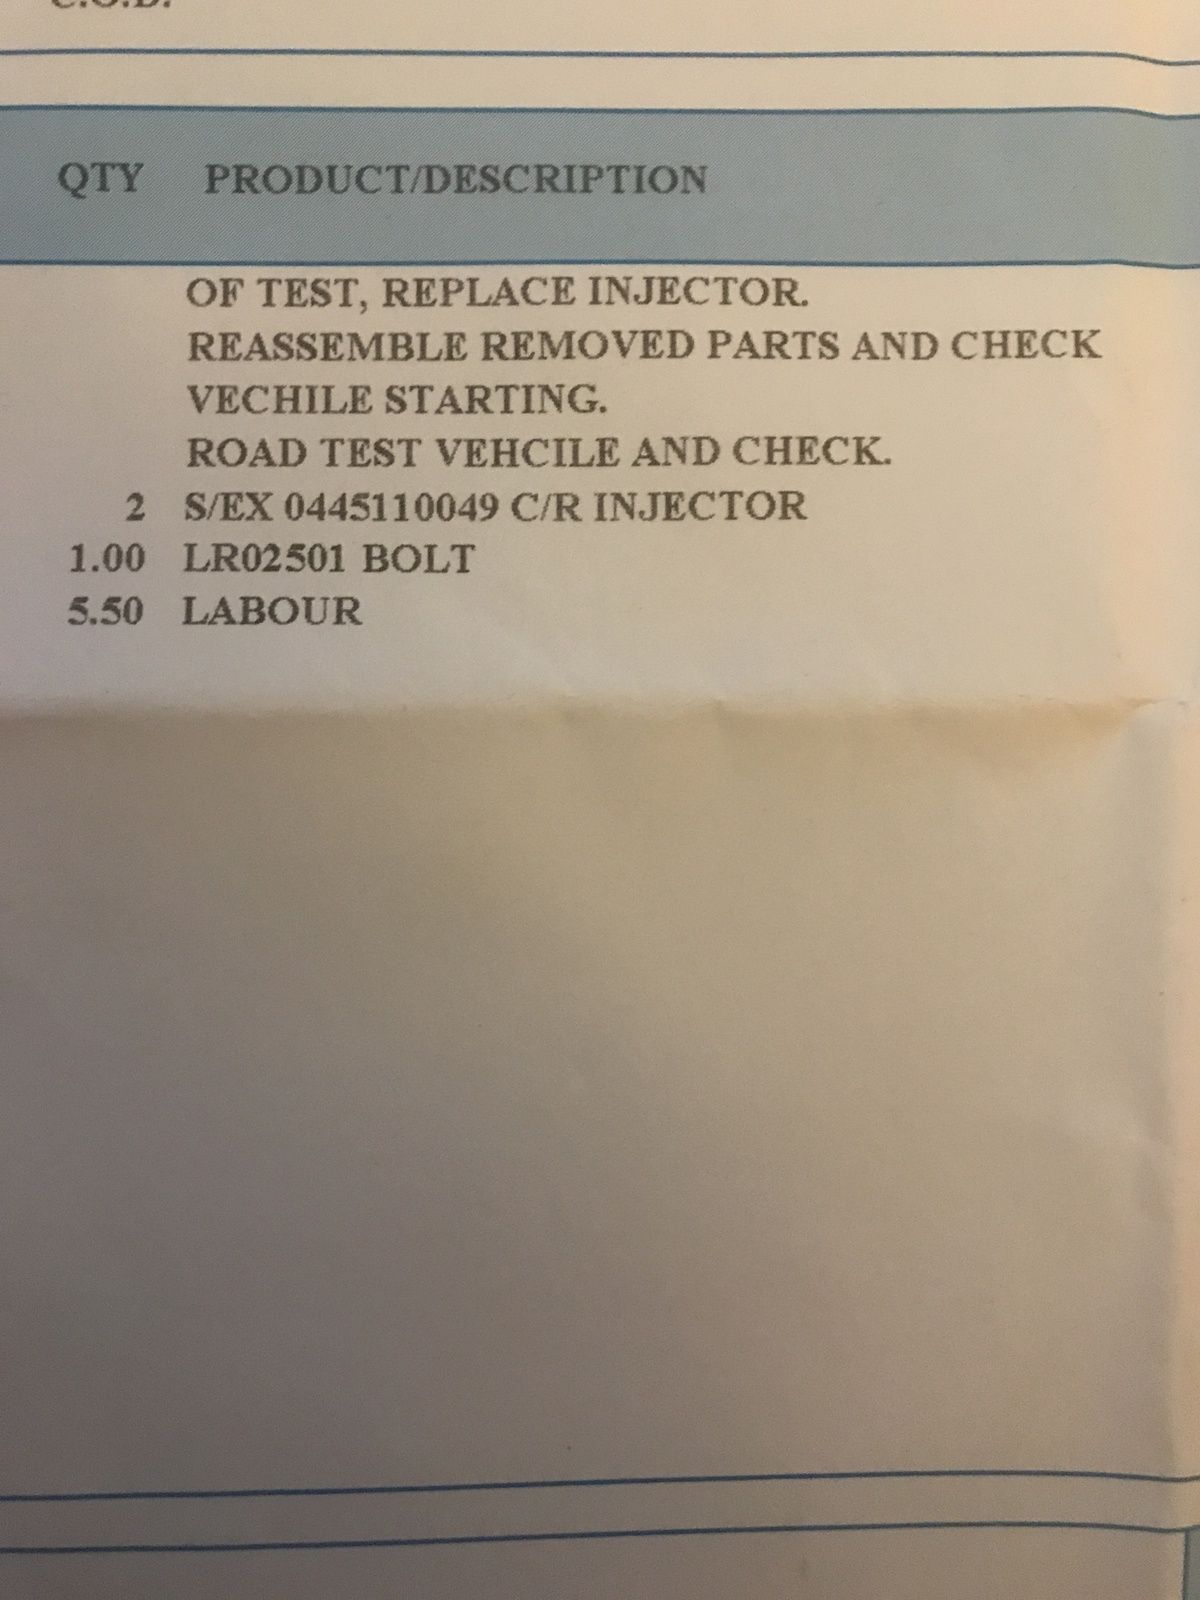 C.O.D.
QTY PRODUCT/DESCRIPTION
OF TEST, REPLACE INJECTOR.
REASSEMBLE REMOVED PARTS AND CHECK
VECHILE STARTING.
ROAD TEST VEHCILE AND CHECK.
2 S/EX 0445110049 C/R INJECTOR
1.00 LR02501 BOLT
5.50 LABOUR